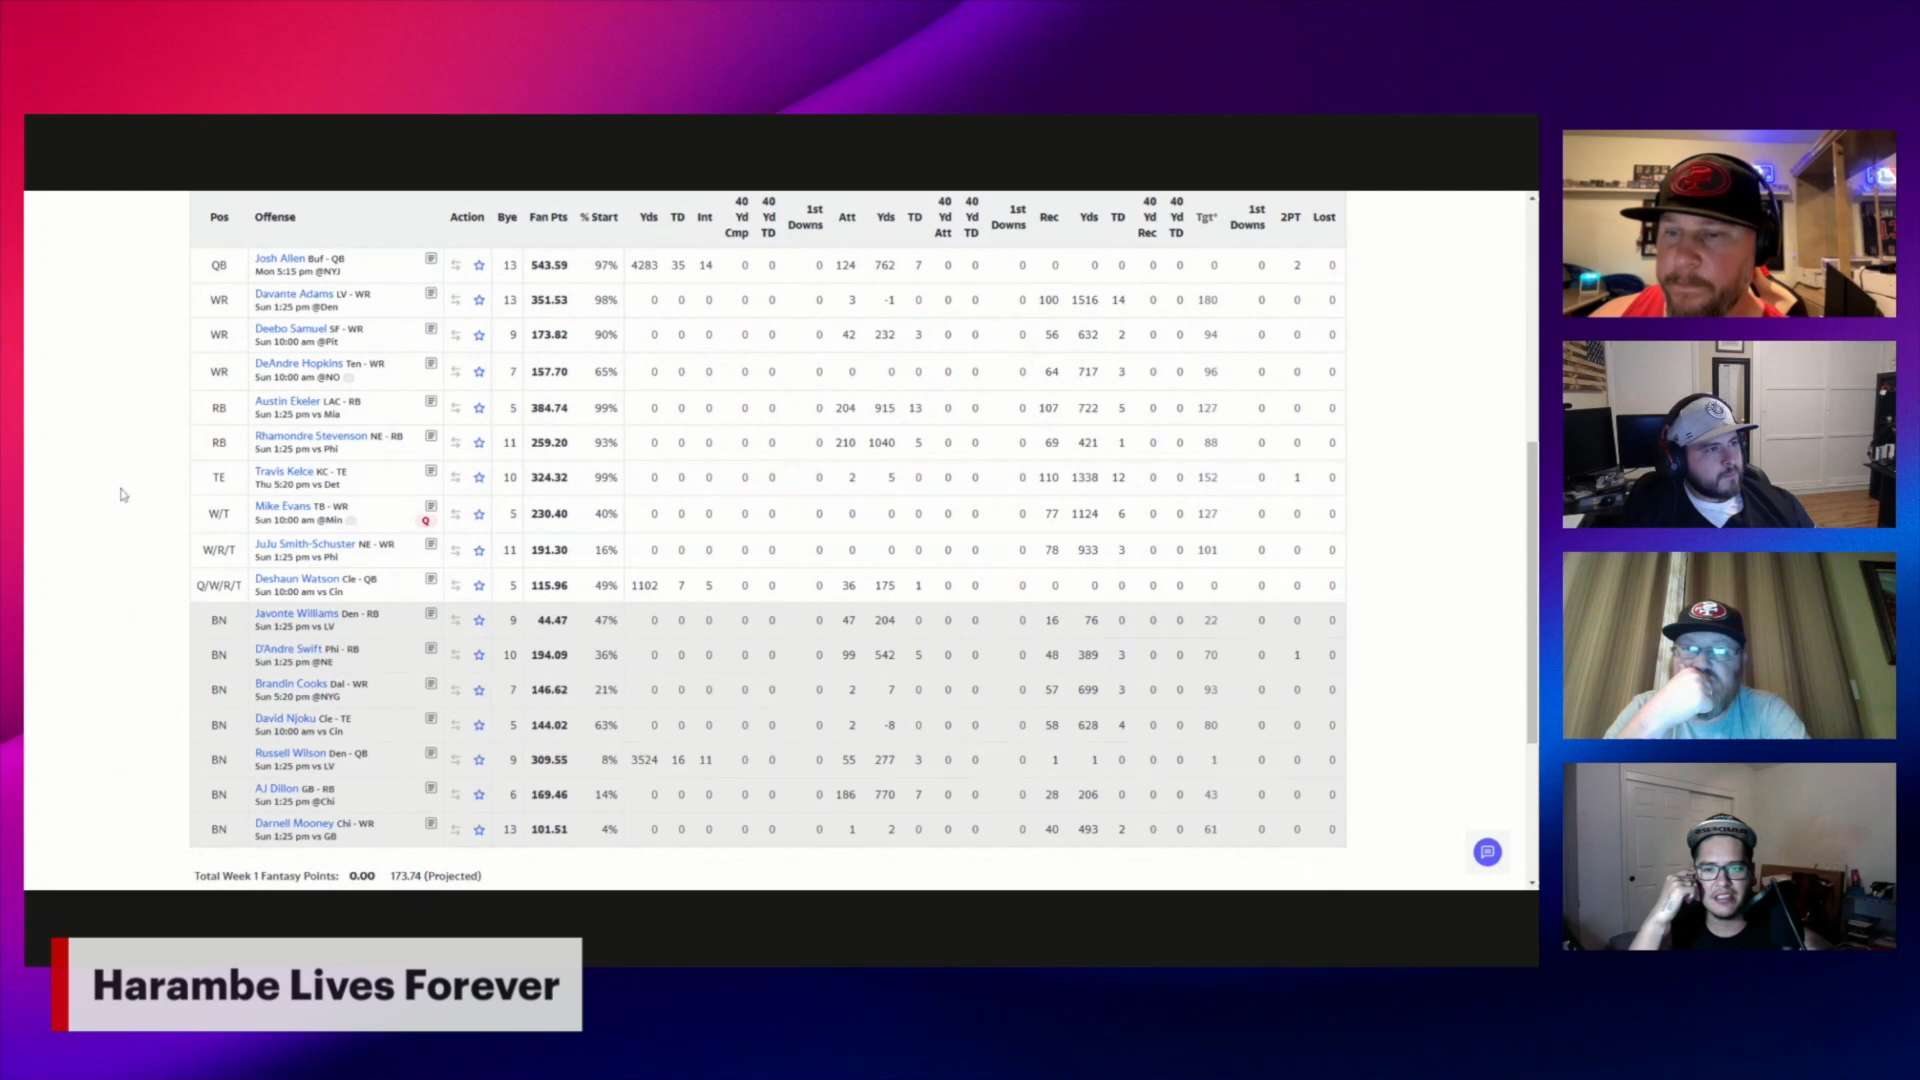 Pos Offense Action Bye Fan Pts % Start Yds TD Int 40 Yd Cmp 40 Yd TD 1st Downs Att Yds TD 40 Yd Att 40 Yd TD 1st Downs Rec Yds TD 40 Yd Rec 40 Yd TD Tgt* 1st Downs 2PT Lost
QB Josh Allen Buf - QB 13 543.59 97% 4283 35 14 0 0 0 124 762 7 0 0 0 0 0 0 0 0 0 0 2 0
Mon 5:15 pm @NYJ
WR Davante Adams LV - WR 13 351.53 98% 0 0 0 0 0 0 3 -1 0 0 0 0 100 1516 14 0 0 180 0 0 0
Sun 1:25 pm @Den
WR Deebo Samuel SF - WR 9 173.82 90% 0 0 0 0 0 0 42 232 3 0 0 0 56 632 2 0 0 94 0 0 0
Sun 10:00 am @Pit
WR DeAndre Hopkins Ten - WR 7 157.70 65% 0 0 0 0 0 0 0 0 0 0 0 0 64 717 3 0 0 96 0 0 0
Sun 10:00 am @NO
RB Austin Ekeler LAC - RB 5 384.74 99% 0 0 0 0 0 0 204 915 13 0 0 0 107 722 5 0 0 127 0 0 0
Sun 1:25 pm vs Mia
RB Rhamondre Stevenson NE - RB 11 259.20 93% 0 0 0 0 0 0 210 1040 5 0 0 0 69 421 1 0 0 88 0 0 0
Sun 1:25 pm vs Phi
TE Travis Kelce KC - TE 10 324.32 99% 0 0 0 0 0 0 2 5 0 0 0 0 110 1338 12 0 0 152 0 1 0
Thu 5:20 pm vs Det
W/T Mike Evans TB - WR 5 230.40 40% 0 0 0 0 0 0 0 0 0 0 0 0 77 1124 6 0 0 127 0 0 0
Sun 10:00 am @Min Q
W/R/T JuJu Smith-Schuster NE - WR 11 191.30 16% 0 0 0 0 0 0 0 0 0 0 0 0 78 933 3 0 0 101 0 0 0
Sun 1:25 pm vs Phi
Q/W/R/T Deshaun Watson Cle - QB 5 115.96 49% 1102 7 5 0 0 0 36 175 1 0 0 0 0 0 0 0 0 0 0 0 0
Sun 10:00 am vs Cin
BN Javonte Williams Den - RB 9 44.47 47% 0 0 0 0 0 0 47 204 0 0 0 0 16 76 0 0 0 22 0 0 0
Sun 1:25 pm vs LV
BN D'Andre Swift Phi - RB 10 194.09 36% 0 0 0 0 0 0 99 542 5 0 0 0 48 389 3 0 0 70 0 1 0
Sun 1:25 pm @NE
BN Brandin Cooks Dal - WR 7 146.62 21% 0 0 0 0 0 0 2 7 0 0 0 0 57 699 3 0 0 93 0 0 0
Sun 5:20 pm @NYG
BN David Njoku Cle - TE 5 144.02 63% 0 0 0 0 0 0 2 -8 0 0 0 0 58 628 4 0 0 80 0 0 0
Sun 10:00 am vs Cin
BN Russell Wilson Den - QB 9 309.55 8% 3524 16 11 0 0 0 55 277 3 0 0 0 1 1 0 0 0 1 0 0 0
Sun 1:25 pm vs LV
BN AJ Dillon GB - RB 6 169.46 14% 0 0 0 0 0 0 186 770 7 0 0 0 28 206 0 0 0 43 0 0 0
Sun 1:25 pm @Chi
BN Darnell Mooney Chi - WR 13 101.51 4% 0 0 0 0 0 0 1 2 0 0 0 0 40 493 2 0 0 61 0 0 0
Sun 1:25 pm vs GB
Total Week 1 Fantasy Points: 0.00 173.74 (Projected)
Harambe Lives Forever